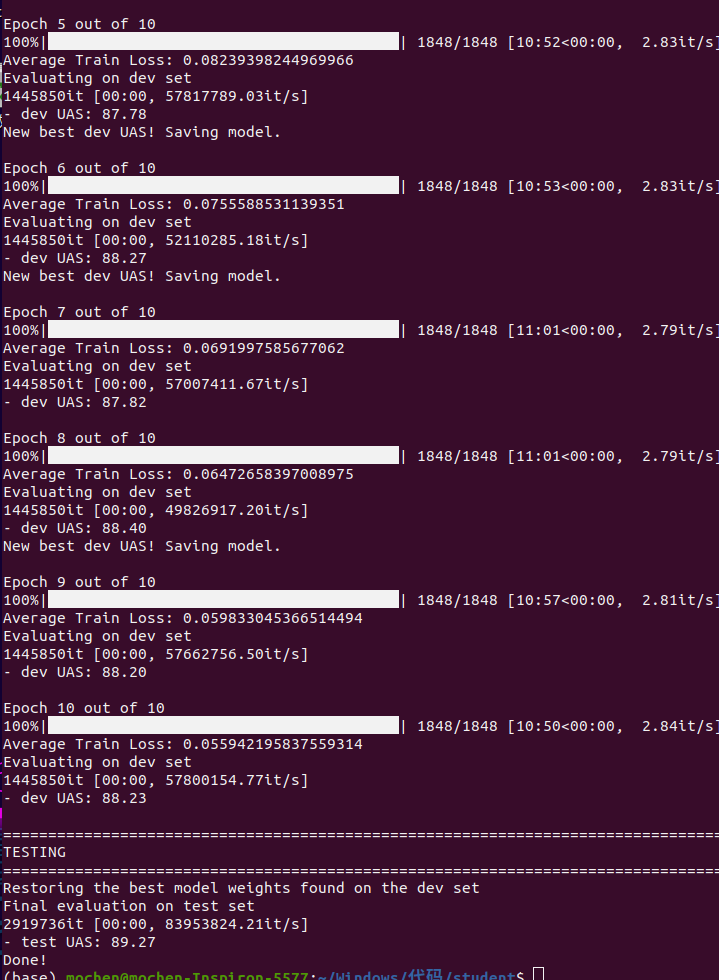 Epoch 5 out of 10
100%| | 1848/1848 [10:52<00:00, 2.83it/s]
Average Train Loss: 0.08239398244969966
Evaluating on dev set
1445850it [00:00, 57817789.03it/s]
- dev UAS: 87.78
New best dev UAS! Saving model.
Epoch 6 out of 10
100%| | 1848/1848 [10:53<00:00, 2.83it/s]
Average Train Loss: 0.0755588531139351
Evaluating on dev set
1445850it [00:00, 52110285.18it/s]
- dev UAS: 88.27
New best dev UAS! Saving model.
Epoch 7 out of 10
100%| | 1848/1848 [11:01<00:00, 2.79it/s]
Average Train Loss: 0.0691997585677062
Evaluating on dev set
1445850it [00:00, 57007411.67it/s]
- dev UAS: 87.82
Epoch 8 out of 10
100%| | 1848/1848 [11:01<00:00, 2.79it/s]
Average Train Loss: 0.06472658397008975
Evaluating on dev set
1445850it [00:00, 49826917.20it/s]
- dev UAS: 88.40
New best dev UAS! Saving model.
Epoch 9 out of 10
100%| | 1848/1848 [10:57<00:00, 2.81it/s]
Average Train Loss: 0.059833045366514494
Evaluating on dev set
1445850it [00:00, 57662756.50it/s]
- dev UAS: 88.20
Epoch 10 out of 10
100%| | 1848/1848 [10:50<00:00, 2.84it/s]
Average Train Loss: 0.055942195837559314
Evaluating on dev set
1445850it [00:00, 57800154.77it/s]
- dev UAS: 88.23
================================================================================
TESTING
================================================================================
Restoring the best model weights found on the dev set
Final evaluation on test set
2919736it [00:00, 83953824.21it/s]
- test UAS: 89.27
Done!
(base) mochen@mochen-Inspiron-5577:~/Windows/代码/student$